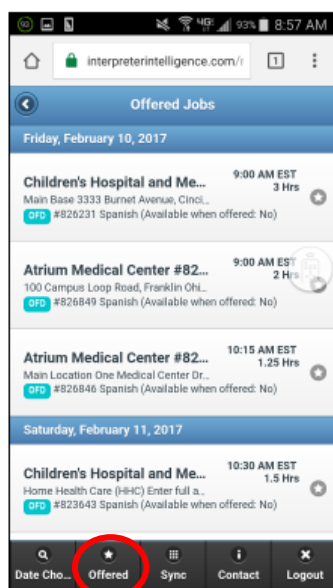 93 4G 93% 8:57 AM
interpreterintelligence.com/r 1
Offered Jobs
Friday, February 10, 2017
Children's Hospital and Me... 9:00 AM EST
3 Hrs
Main Base 3333 Burnet Avenue, Cinci...
OFD #826231 Spanish (Available when offered: No)
Atrium Medical Center #82... 9:00 AM EST
2 Hrs
100 Campus Loop Road, Franklin Ohi...
OFD #826849 Spanish (Available when offered: No)
Atrium Medical Center #82... 10:15 AM EST
1.25 Hrs
Main Location One Medical Center Dr...
OFD #826846 Spanish (Available when offered: No)
Saturday, February 11, 2017
Children's Hospital and Me... 10:30 AM EST
1.5 Hrs
Home Health Care (HHC) Enter full a...
OFD #823643 Spanish (Available when offered: No)
Date Cho... Offered Sync Contact Logout